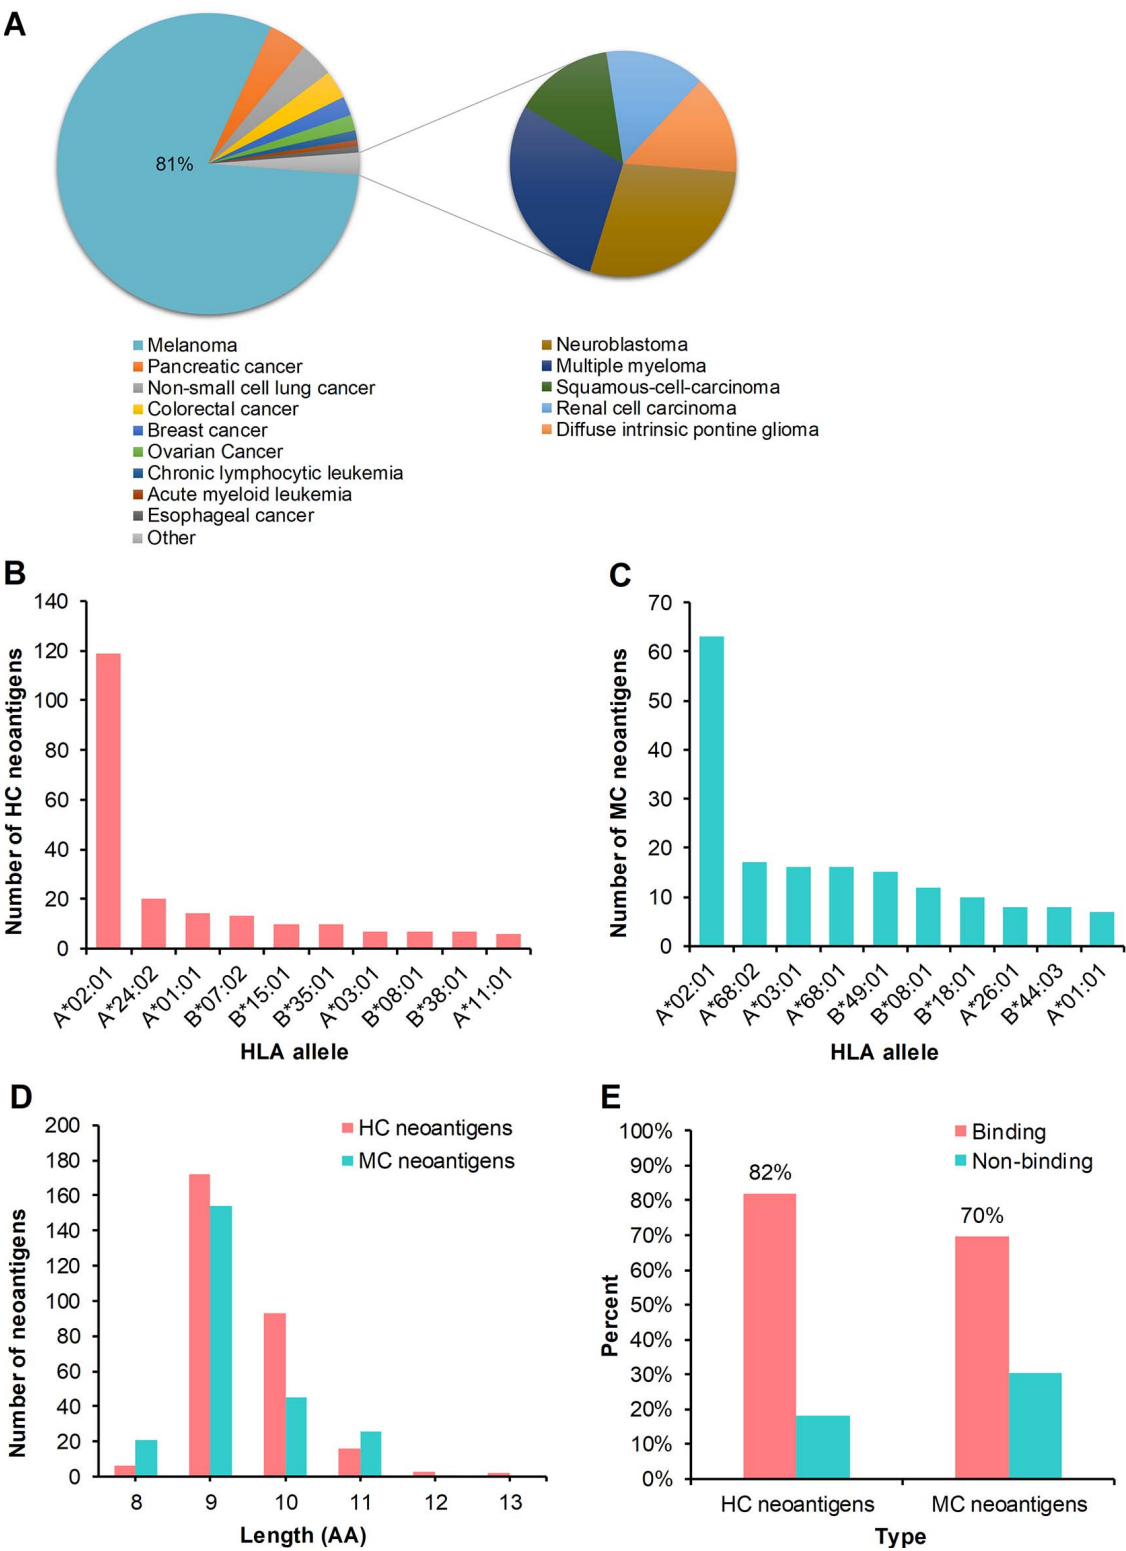 A
81%
Melanoma
Pancreatic cancer
Non-small cell lung cancer
Colorectal cancer
Breast cancer
Ovarian Cancer
Chronic lymphocytic leukemia
Acute myeloid leukemia
Esophageal cancer
Other
Neuroblastoma
Multiple myeloma
Squamous-cell-carcinoma
Renal cell carcinoma
Diffuse intrinsic pontine glioma
B
Number of HC neoantigens
140
120
100
80
60
40
20
0
A*02:01
A*24:02
A*01:01
B*07:02
B*15:01
B*35:01
A*03:01
B*08:01
B*38:01
A*11:01
HLA allele
C
Number of MC neoantigens
70
60
50
40
30
20
10
0
A*02:01
A*68:02
A*03:01
A*68:01
B*49:01
B*08:01
B*18:01
A*26:01
B*44:03
A*01:01
HLA allele
D
Number of neoantigens
200
180
160
140
120
100
80
60
40
20
0
HC neoantigens
MC neoantigens
8 9 10 11 12 13
Length (AA)
E
Percent
100%
90%
80%
70%
60%
50%
40%
30%
20%
10%
0%
Binding
Non-binding
82%
70%
HC neoantigens MC neoantigens
Type